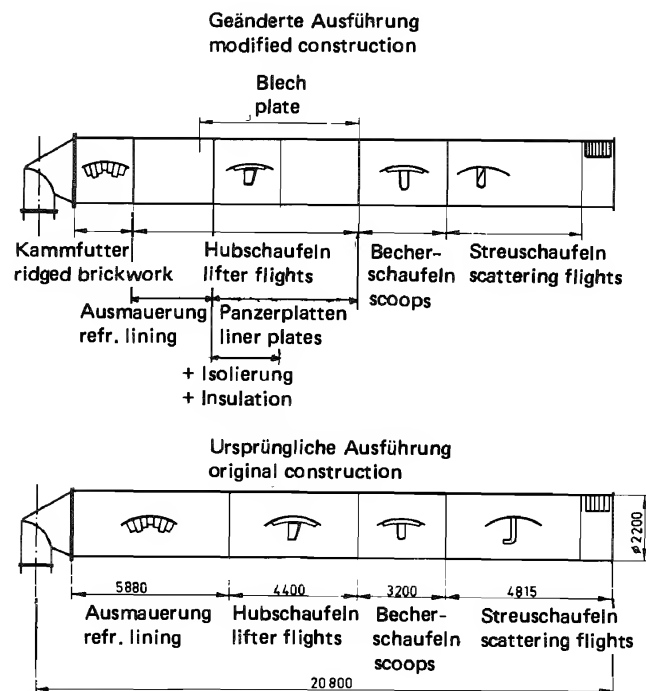 Geänderte Ausführung
modified construction
Blech
plate
Kammfutter
ridged brickwork
Hubschaufeln
lifter flights
Becher-
schaufeln
scoops
Streuschaufeln
scattering flights
Ausmauerung
refr. lining
Panzerplatten
liner plates
+ Isolierung
+ Insulation
Ursprüngliche Ausführung
original construction
ø2200
5880
4400
3200
4815
Ausmauerung
refr. lining
Hubschaufeln
lifter flights
Becher-
schaufeln
scoops
Streuschaufeln
scattering flights
20800